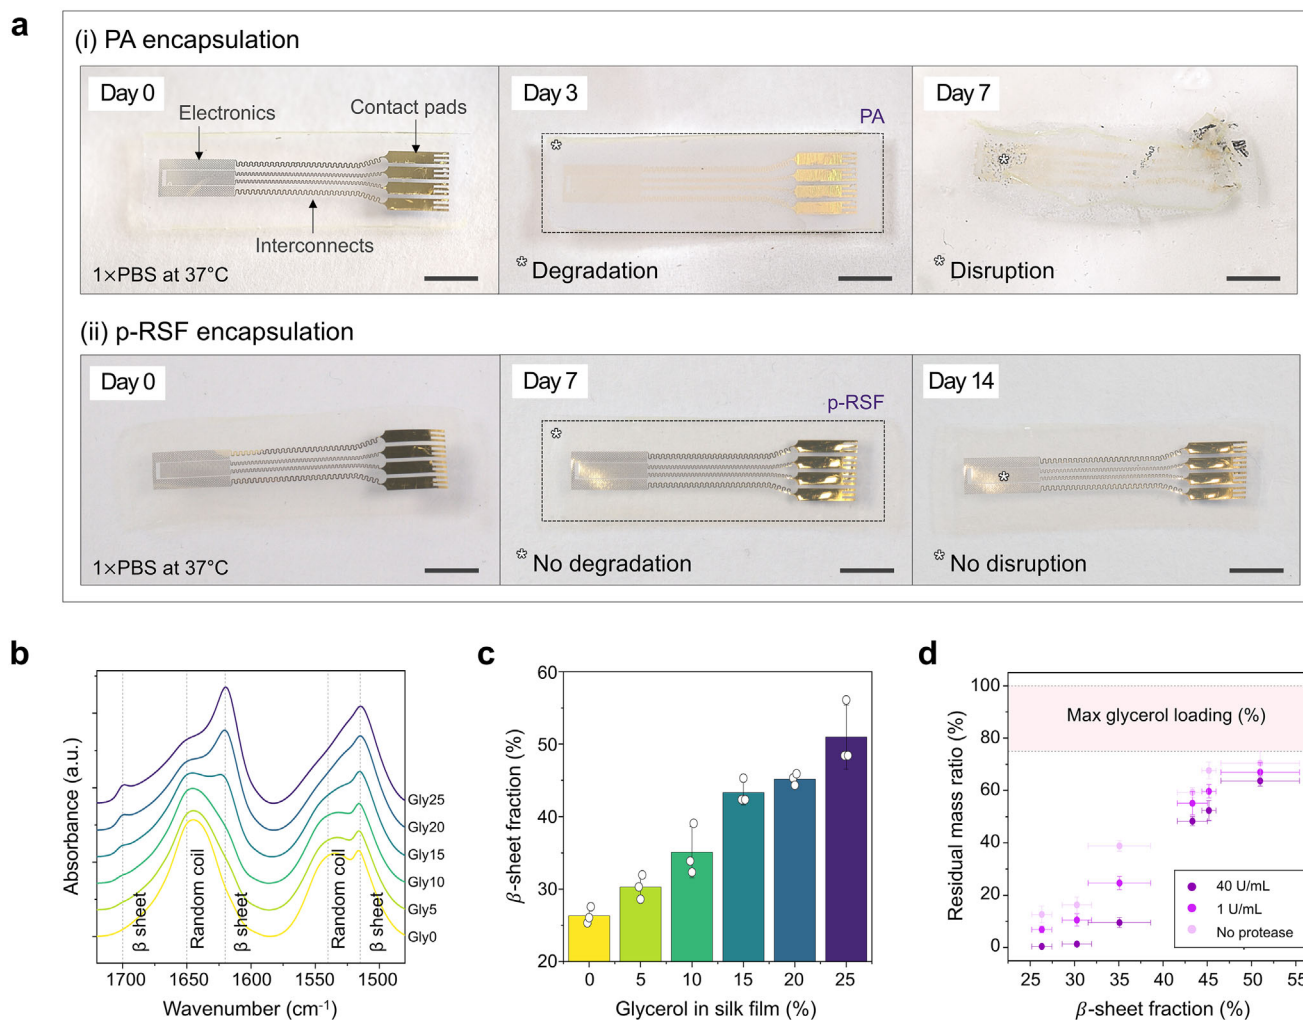 a
(i) PA encapsulation
Day 0
Electronics
Contact pads
Interconnects
1×PBS at 37°C
Day 3
PA
* Degradation
Day 7
* Disruption
(ii) p-RSF encapsulation
Day 0
1×PBS at 37°C
Day 7
p-RSF
* No degradation
Day 14
* No disruption
b
Absorbance (a.u.)
Gly25
Gly20
Gly15
Gly10
Gly5
Gly0
β sheet
Random coil
β sheet
Random coil
β sheet
1700 1650 1600 1550 1500
Wavenumber (cm⁻¹)
c
β-sheet fraction (%)
60
50
40
30
20
0 5 10 15 20 25
Glycerol in silk film (%)
d
Residual mass ratio (%)
100
80
60
40
20
0
Max glycerol loading (%)
40 U/mL
1 U/mL
No protease
25 30 35 40 45 50 55
β-sheet fraction (%)